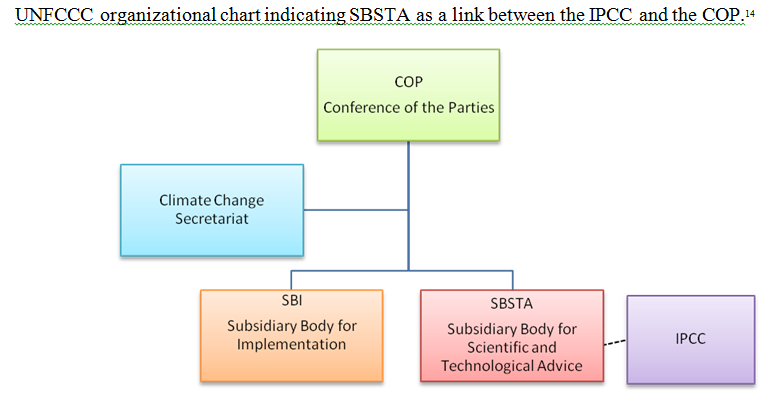 UNFCCC organizational chart indicating SBSTA as a link between the IPCC and the COP.14
COP
Conference of the Parties
Climate Change
Secretariat
SBI
Subsidiary Body for
Implementation
SBSTA
Subsidiary Body for
Scientific and
Technological Advice
IPCC